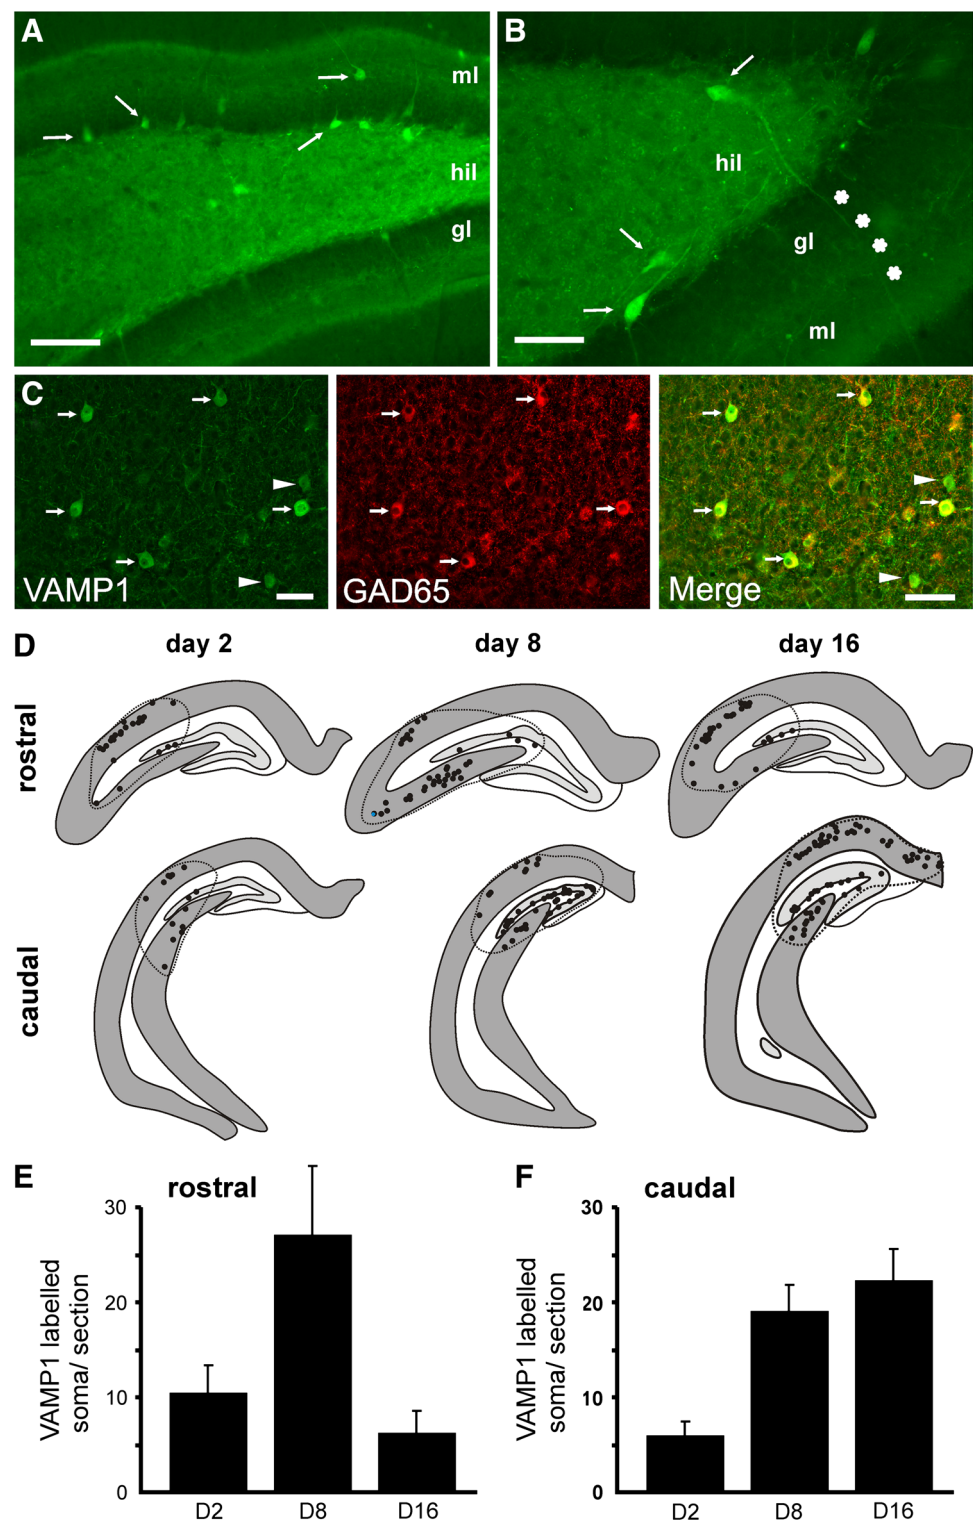 A
ml
hil
gl
B
hil
gl
ml
C
VAMP1
GAD65
Merge
D
day 2
day 8
day 16
rostral
caudal
E
rostral
VAMP1 labelled
soma/ section
30
20
10
0
D2
D8
D16
F
caudal
VAMP1 labelled
soma/ section
30
20
10
0
D2
D8
D16